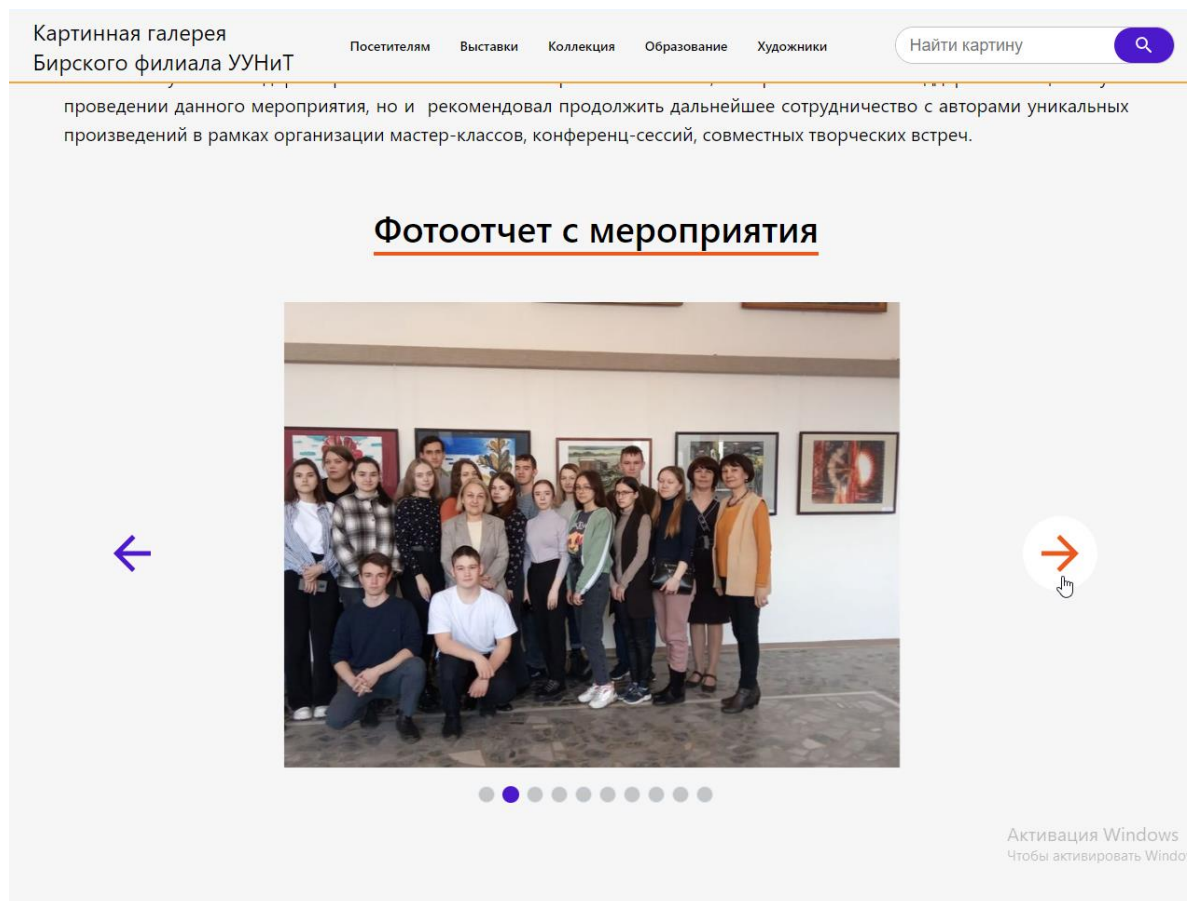 Картинная галерея
Бирского филиала УУНиТ
Посетителям Выставки Коллекция Образование Художники
Найти картину
проведении данного мероприятия, но и рекомендовал продолжить дальнейшее сотрудничество с авторами уникальных
произведений в рамках организации мастер-классов, конференц-сессий, совместных творческих встреч.
Фотоотчет с мероприятия
Активация Windows
Чтобы активировать Windo